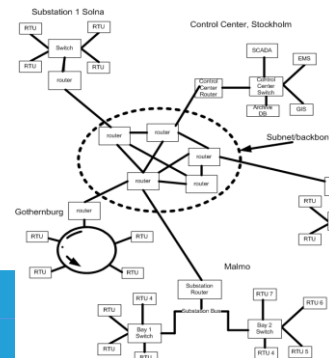 Substation 1 Solna
RTU
RTU
Switch
RTU
RTU
router
Control Center, Stockholm
SCADA
EMS
Control
Center
Router
Control
Center
Switch
Archive
DB
GIS
Subnet/backbon
router
router
router
router
router
RTU
RTU
Gothernburg
router
RTU
RTU
RTU
RTU
Malmo
Substation
Router
Substation Bus
RTU 4
RTU
Bay 1
Switch
RTU
RTU
RTU 7
RTU 6
Bay 2
Switch
RTU 4
RTU 5